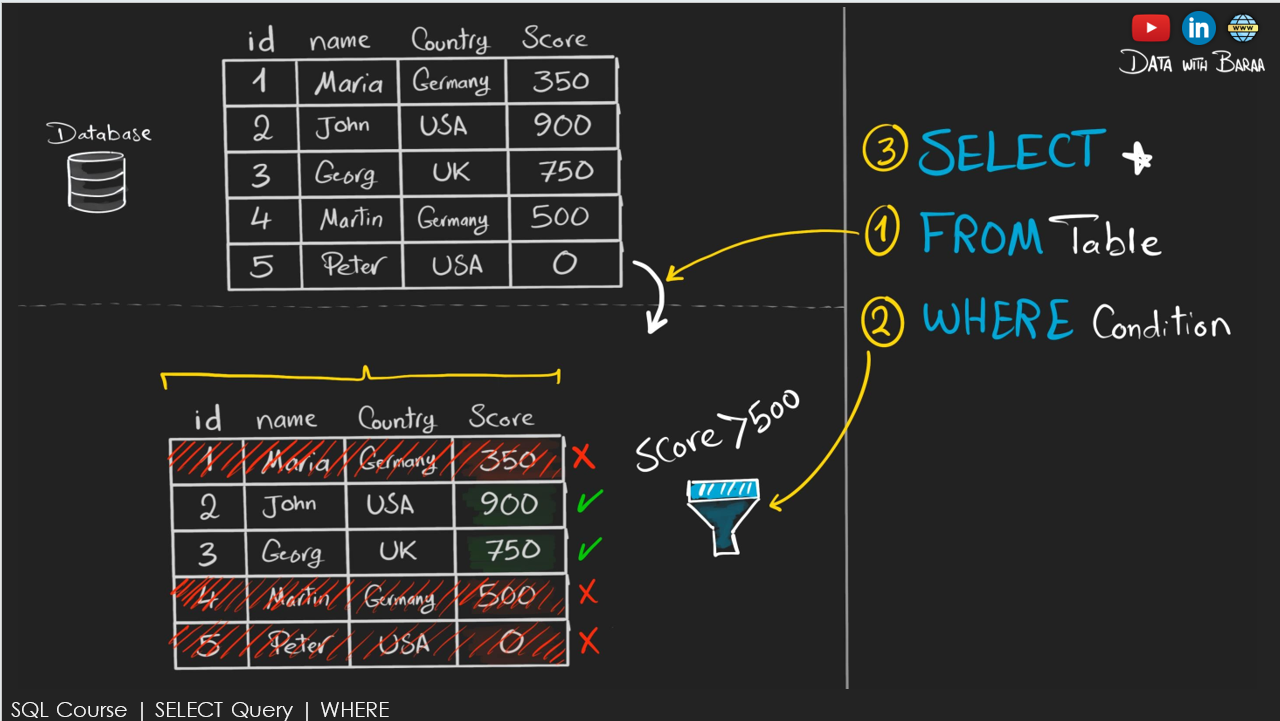 id name Country Score
1 Maria Germany 350
2 John USA 900
3 Georg UK 750
4 Martin Germany 500
5 Peter USA 0
Database
id name Country Score
1 Maria Germany 350 X
2 John USA 900 ✓
3 Georg UK 750 ✓
4 Martin Germany 500 X
5 Peter USA 0 X
Score > 500
in WWW
DATA WITH BARAA
③ SELECT *
① FROM Table
② WHERE Condition
SQL Course | SELECT Query | WHERE